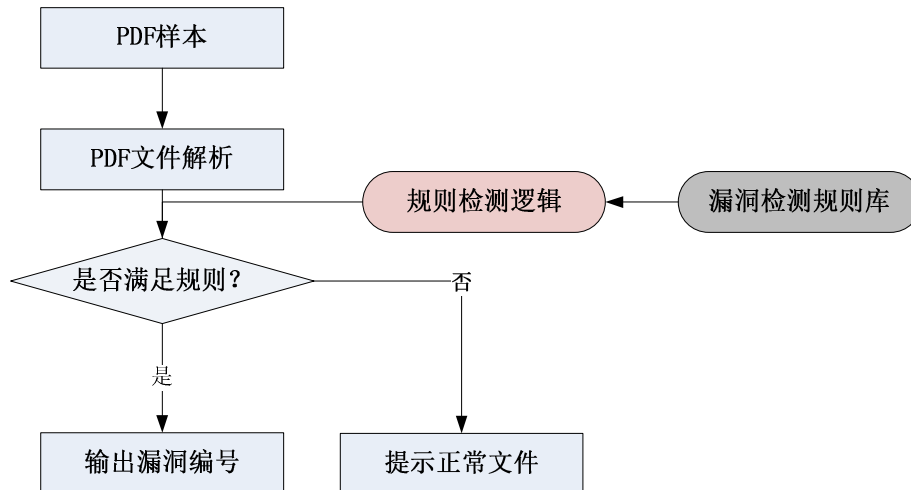 PDF样本
PDF文件解析
规则检测逻辑
漏洞检测规则库
是否满足规则?
否
是
输出漏洞编号
提示正常文件